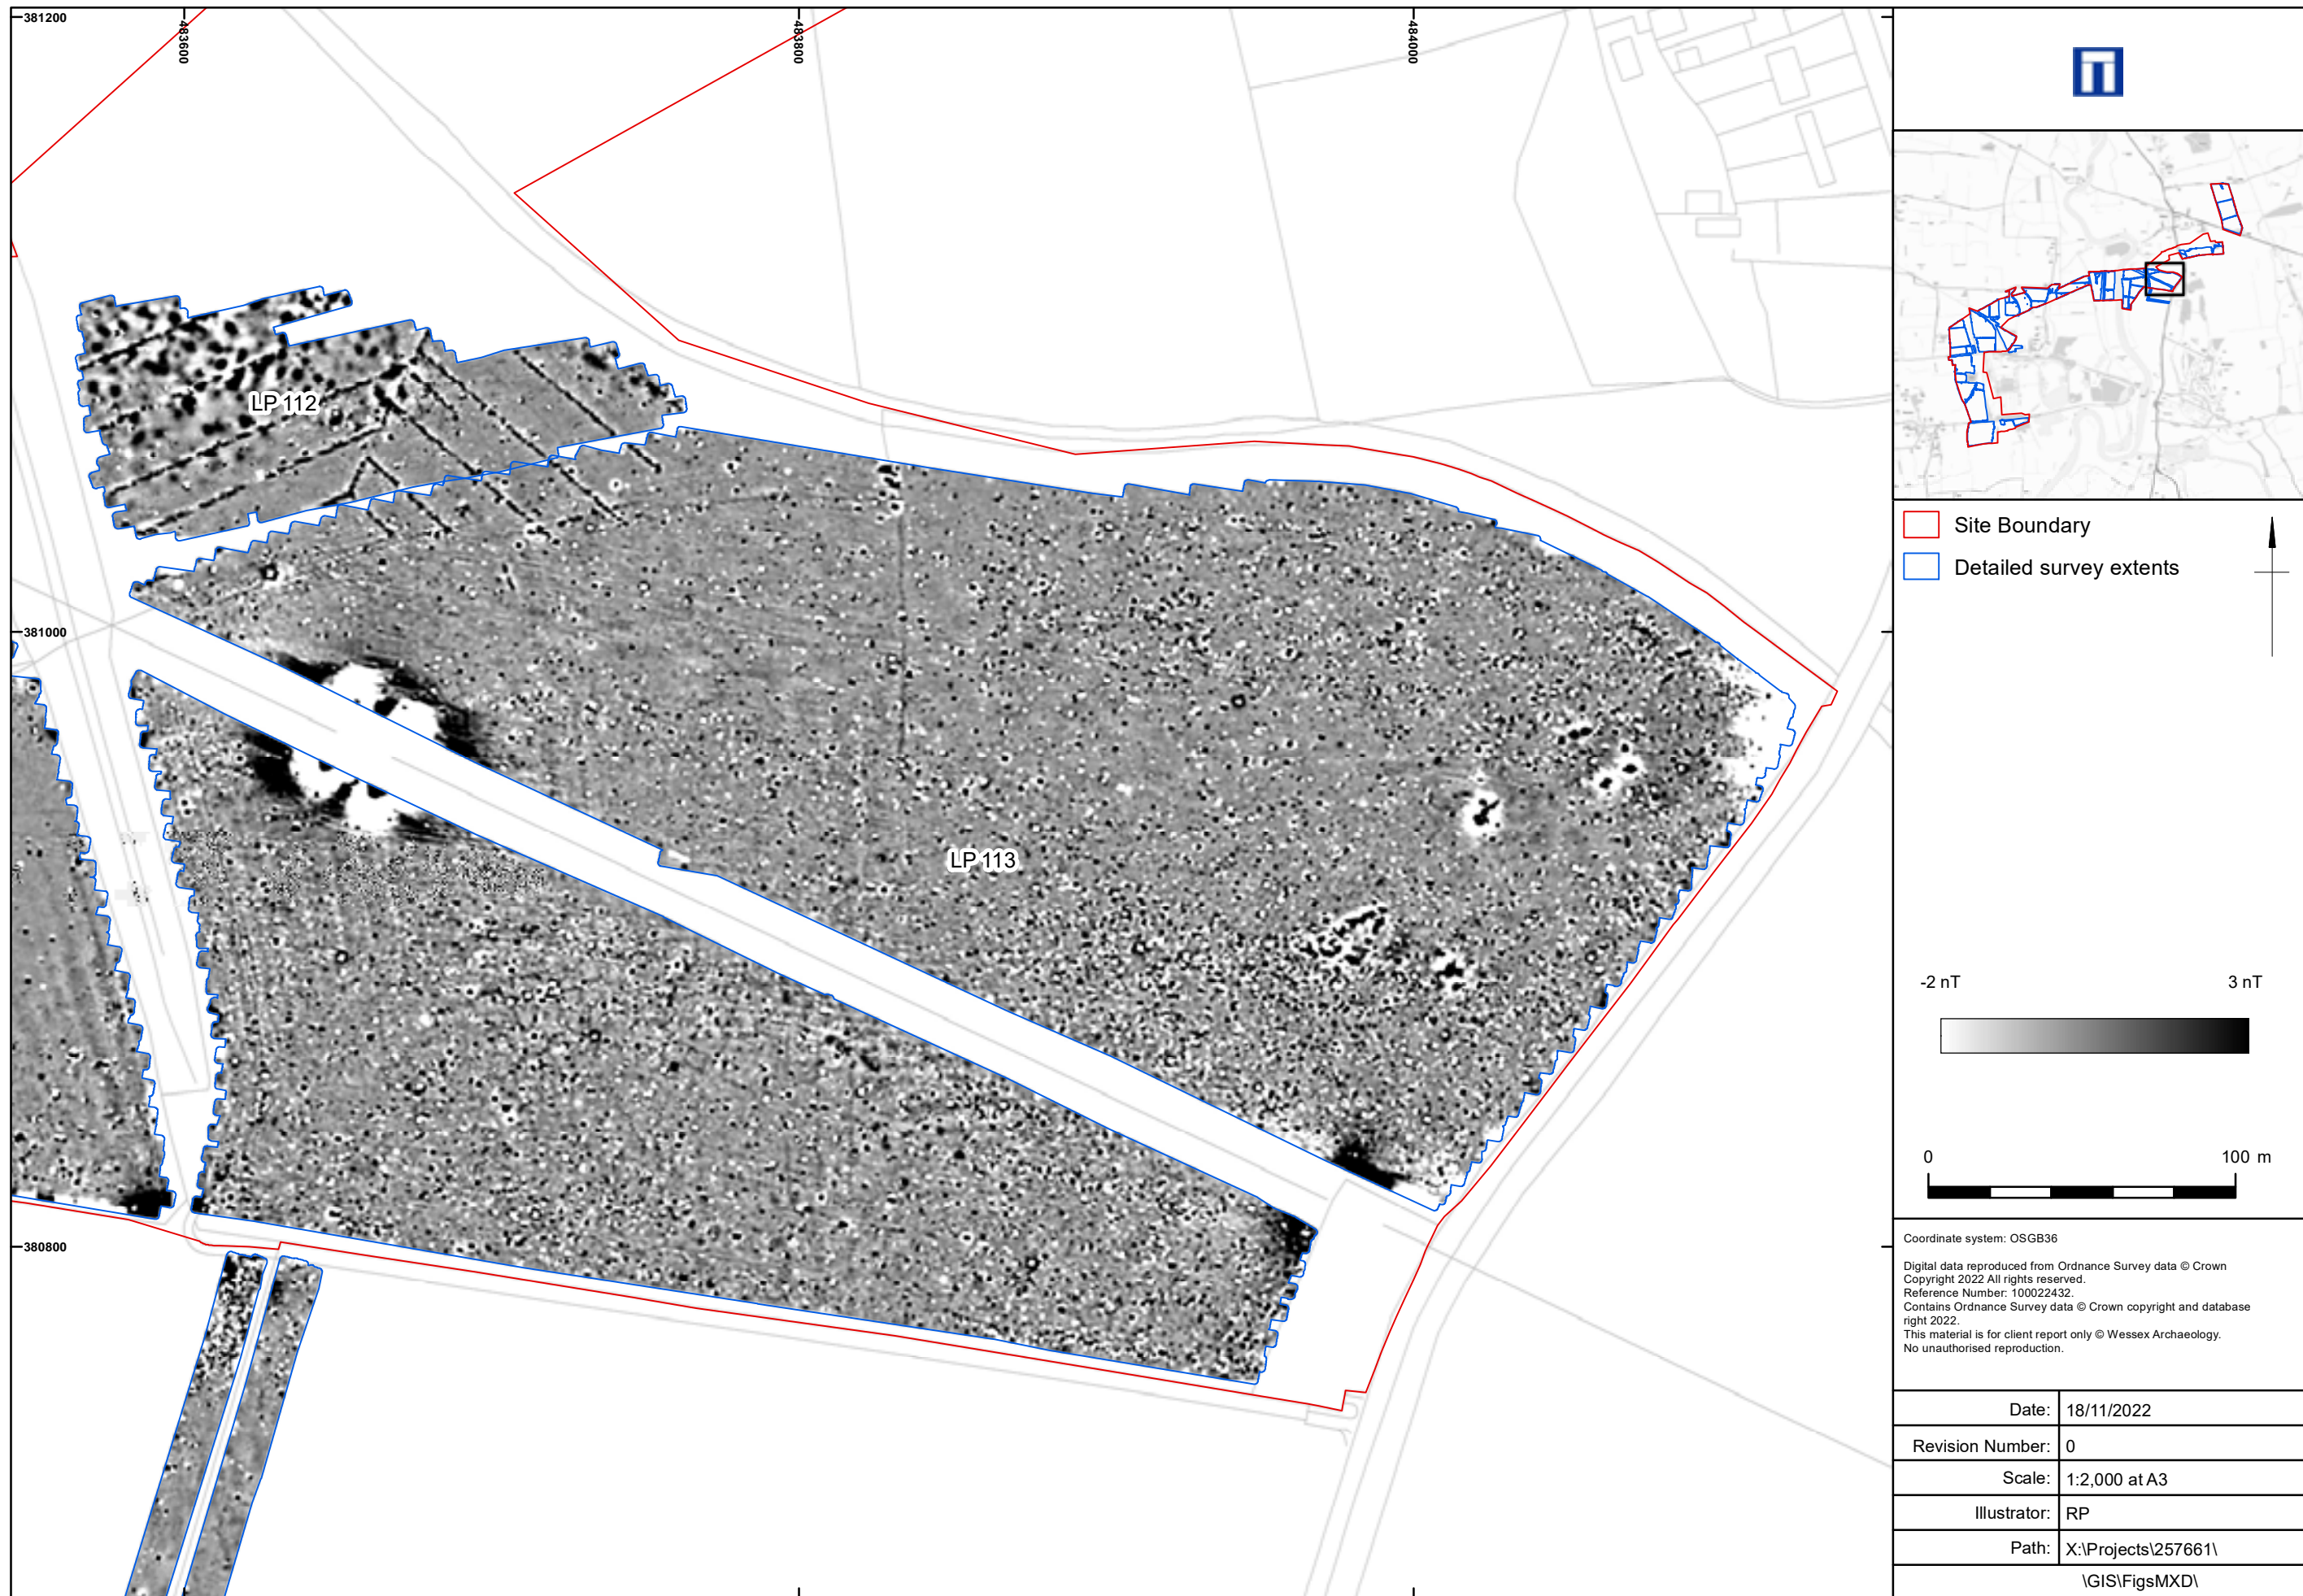 381200
483600
483800
484000
LP 112
381000
LP 113
380800
Site Boundary
Detailed survey extents
-2 nT
3 nT
0
100 m
Coordinate system: OSGB36
Digital data reproduced from Ordnance Survey data © Crown
Copyright 2022 All rights reserved.
Reference Number: 100022432.
Contains Ordnance Survey data © Crown copyright and database
right 2022.
This material is for client report only © Wessex Archaeology.
No unauthorised reproduction.
Date: 18/11/2022
Revision Number: 0
Scale: 1:2,000 at A3
Illustrator: RP
Path: X:\Projects\257661\
\GIS\FigsMXD\